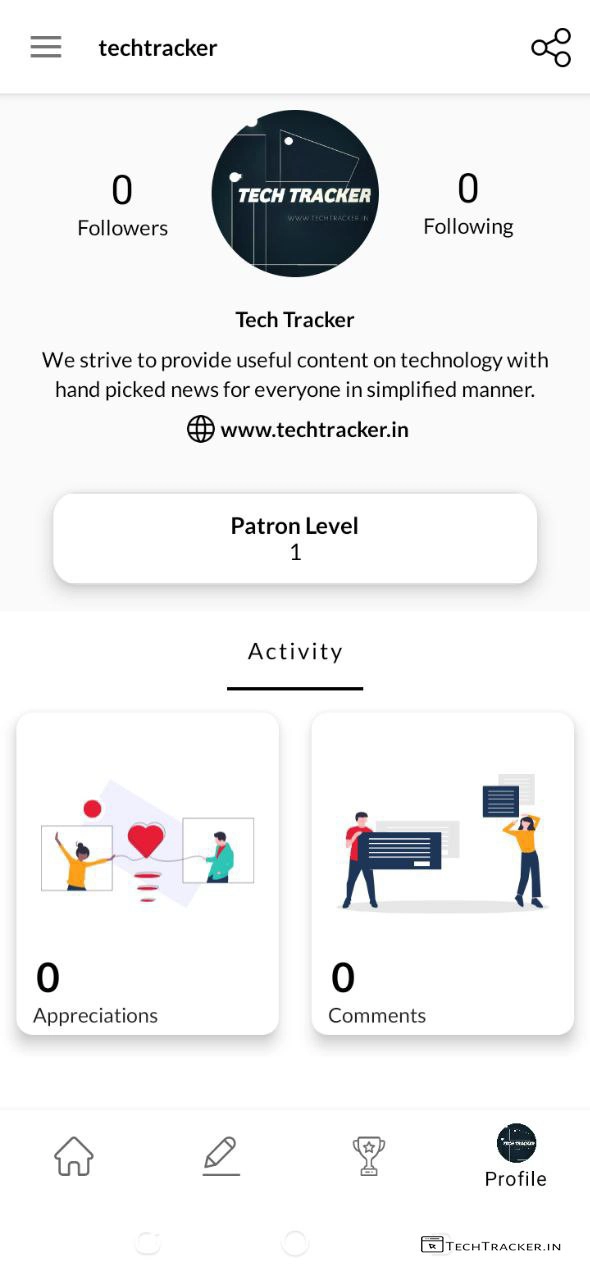 techtracker
0
Followers
TECH TRACKER
WWW.TECHTRACKER.IN
0
Following
Tech Tracker
We strive to provide useful content on technology with
hand picked news for everyone in simplified manner.
www.techtracker.in
Patron Level
1
Activity
0
Appreciations
0
Comments
TECH TRACKER
Profile
TECHTRACKER.IN